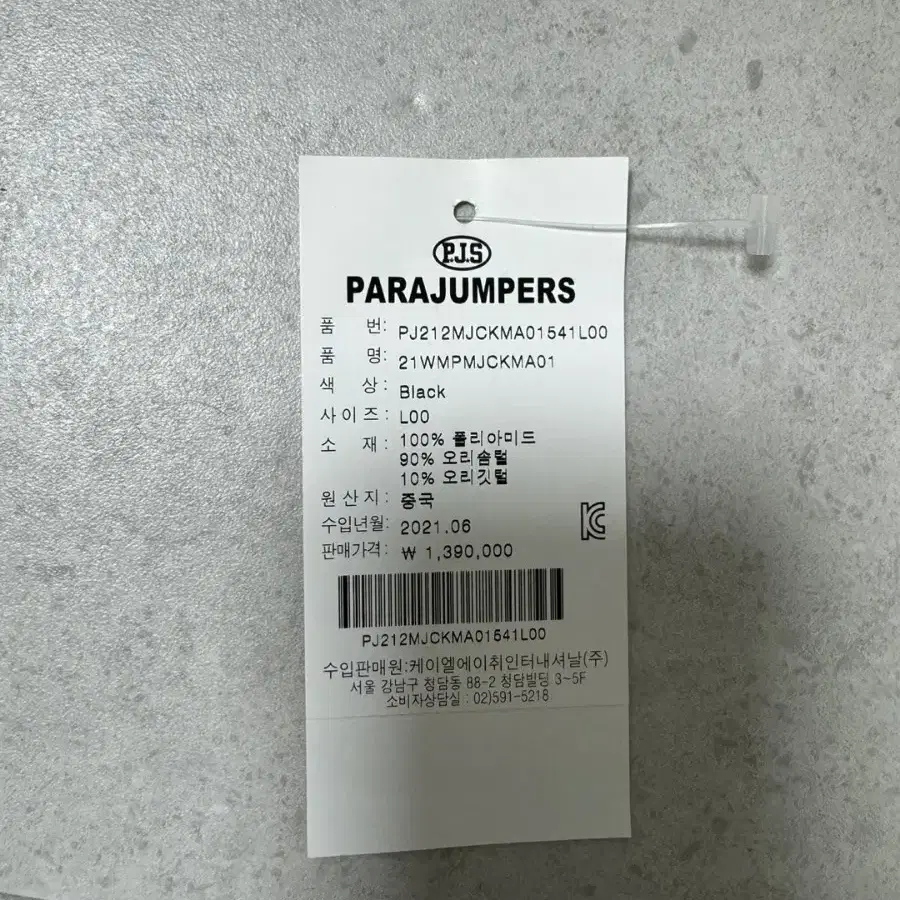 P.J.S
PARAJUMPERS
품 번: PJ212MJCKMA01541L00
품 명: 21WMPMJCKMA01
색 상: Black
사이즈: L00
소 재: 100% 폴리아미드
90% 오리솜털
10% 오리깃털
원산지: 중국
수입년월: 2021.06
판매가격: ₩ 1,390,000
PJ212MJCKMA01541L00
수입판매원:케이엘에이취인터내셔날(주)
서울 강남구 청담동 88-2 청담빌딩 3~5F
소비자상담실 : 02)591-5218